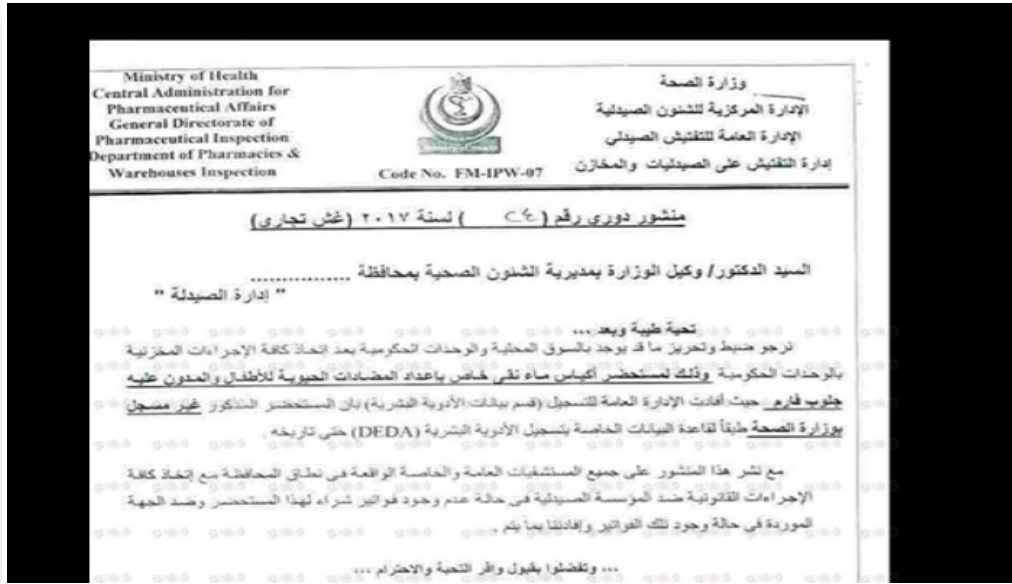 Ministry of Health
Central Administration for
Pharmaceutical Affairs
General Directorate of
Pharmaceutical Inspection
Department of Pharmacies &
Warehouses Inspection
Code No. FM-IPW-07
وزارة الصحة
الإدارة المركزية للشئون الصيدلية
الإدارة العامة للتفتيش الصيدلي
إدارة التفتيش على الصيدليات والمخازن
منشور دورى رقم ( ٢٤ ) لسنة ٢٠١٧ (غش تجارى)
السيد الدكتور/ وكيل الوزارة بمديرية الشئون الصحية بمحافظة ................
" إدارة الصيدلة "
تحية طيبة وبعد ...
نرجو ضبط وتحريز ما قد يوجد بالسوق المحلية والوحدات الحكومية بعد إتخاذ كافة الإجراءات المخزنية
بالوحدات الحكومية وذلك لمستحضر أكياس ماء نقى خاص بإعداد المضادات الحيوية للأطفال والمدون عليه
جلوب فارم حيث أفادت الإدارة العامة للتسجيل (قسم بيانات الأدوية البشرية) بأن المستحضر المذكور غير مسجل
بوزارة الصحة طبقاً لقاعدة البيانات الخاصة بتسجيل الأدوية البشرية (DEDA) حتى تاريخه .
مع نشر هذا المنشور على جميع المستشفيات العامة والخاصة الواقعة فى نطاق المحافظة مع إتخاذ كافة
الإجراءات القانونية ضد المؤسسة الصيدلية فى حالة عدم وجود فواتير شراء لهذا المستحضر وضد الجهة
الموردة فى حالة وجود تلك الفواتير وإفادتنا بما يتم .
... وتفضلوا بقبول وافر التحية والاحترام ...